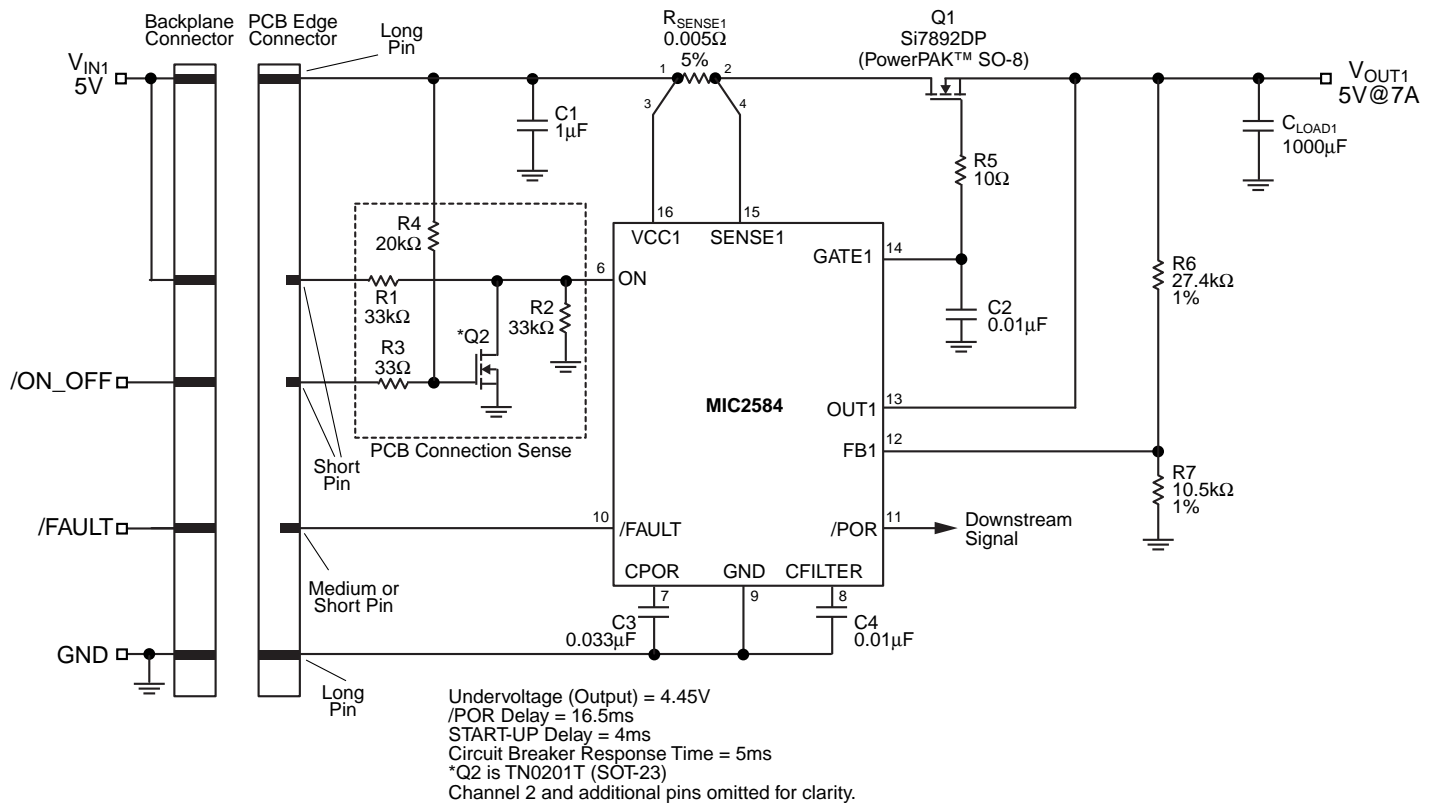 Backplane
Connector
PCB Edge
Connector
Long
Pin
RSENSE1
0.005Ω
5%
Q1
Si7892DP
(PowerPAK™ SO-8)
VIN1
5V
1
2
3
4
VOUT1
5V@7A
C1
1µF
CLOAD1
1000µF
R5
10Ω
16
15
VCC1
SENSE1
R4
20kΩ
14
GATE1
6
ON
R1
33kΩ
R2
33kΩ
R6
27.4kΩ
1%
C2
0.01µF
*Q2
R3
33Ω
/ON_OFF
MIC2584
13
OUT1
12
FB1
PCB Connection Sense
Short
Pin
R7
10.5kΩ
1%
/FAULT
10
/FAULT
11
/POR
Downstream
Signal
Medium or
Short Pin
CPOR
GND
CFILTER
7
9
8
C3
0.033µF
C4
0.01µF
GND
Long
Pin
Undervoltage (Output) = 4.45V
/POR Delay = 16.5ms
START-UP Delay = 4ms
Circuit Breaker Response Time = 5ms
*Q2 is TN0201T (SOT-23)
Channel 2 and additional pins omitted for clarity.